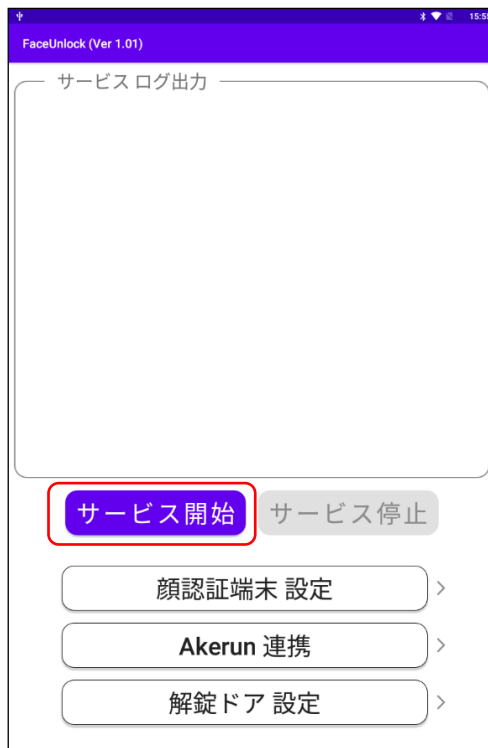 15:55
FaceUnlock (Ver 1.01)
サービス ログ出力
サービス開始 サービス停止
顔認証端末 設定
Akerun 連携
解錠ドア 設定